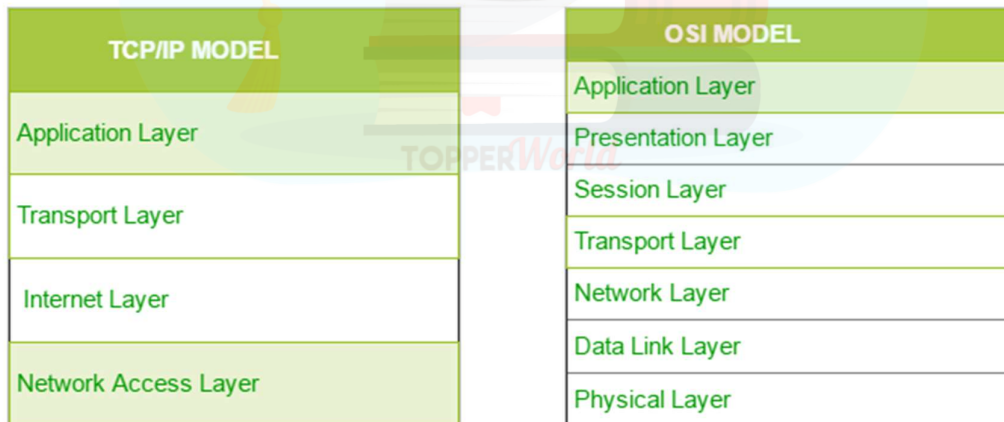 TCP/IP MODEL
Application Layer
Transport Layer
Internet Layer
Network Access Layer
OSI MODEL
Application Layer
Presentation Layer
Session Layer
Transport Layer
Network Layer
Data Link Layer
Physical Layer
TOPPERWorld